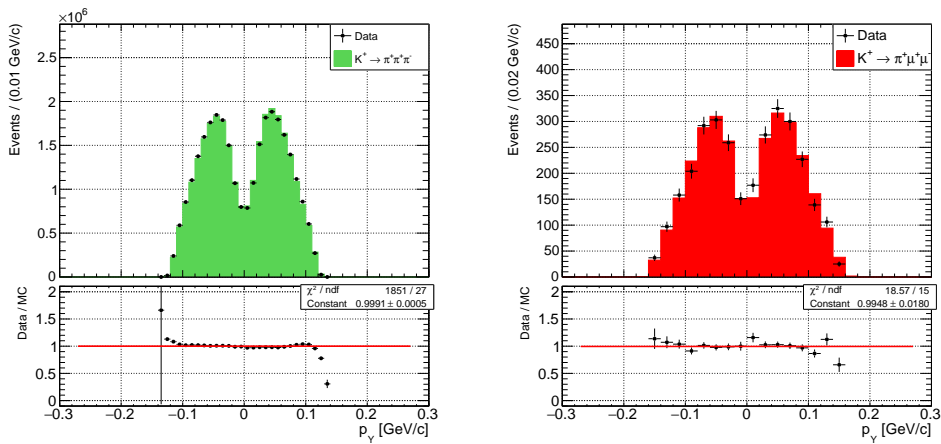 ×10⁶
Data
K⁺ → π⁺π⁺π⁻
Events / (0.01 GeV/c)
2.5
2
1.5
1
0.5
0
χ² / ndf 1851 / 27
Constant 0.9991 ± 0.0005
Data / MC
2
1.5
1
0.5
0
−0.3 −0.2 −0.1 0 0.1 0.2 0.3
p_Y [GeV/c]
Data
K⁺ → π⁺μ⁺μ⁻
Events / (0.02 GeV/c)
450
400
350
300
250
200
150
100
50
0
χ² / ndf 18.57 / 15
Constant 0.9948 ± 0.0180
Data / MC
2
1.5
1
0.5
0
−0.3 −0.2 −0.1 0 0.1 0.2 0.3
p_Y [GeV/c]